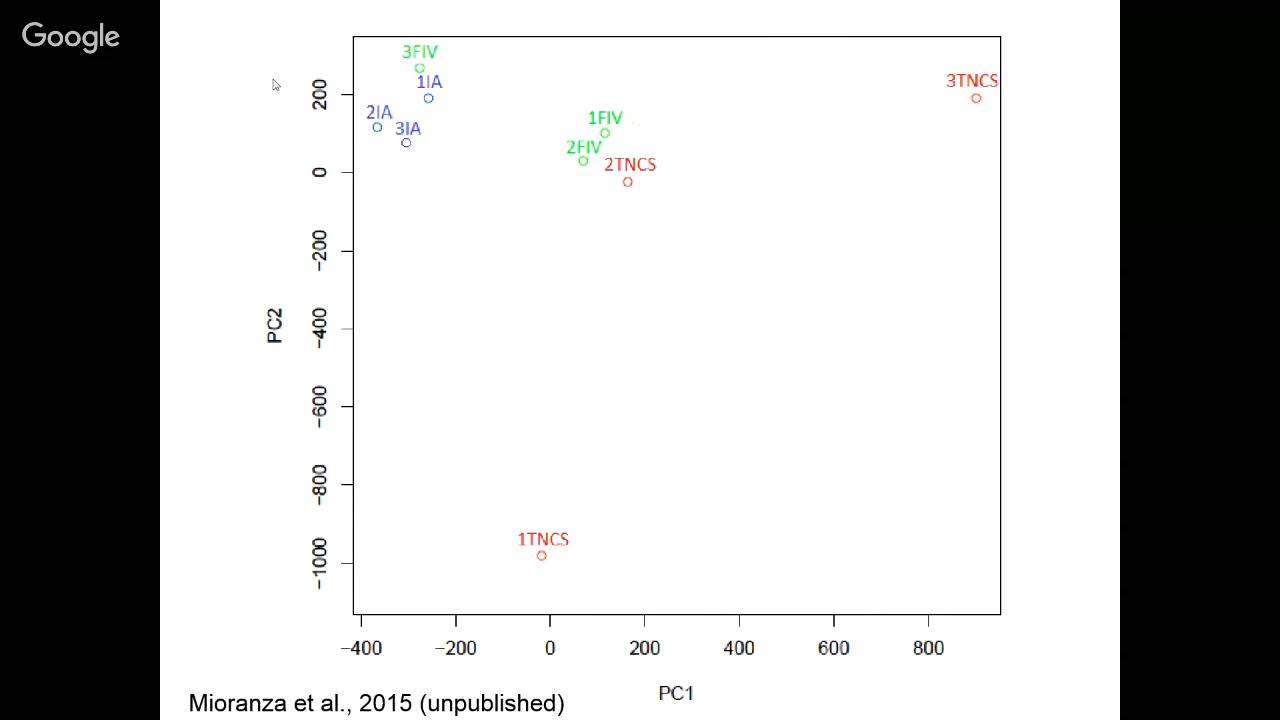 Google
3FIV
1IA
3TNCS
2IA
3IA
1FIV
2FIV
2TNCS
1TNCS
200
0
−200
−400
−600
−800
−1000
PC2
−400 −200 0 200 400 600 800
PC1
Mioranza et al., 2015 (unpublished)